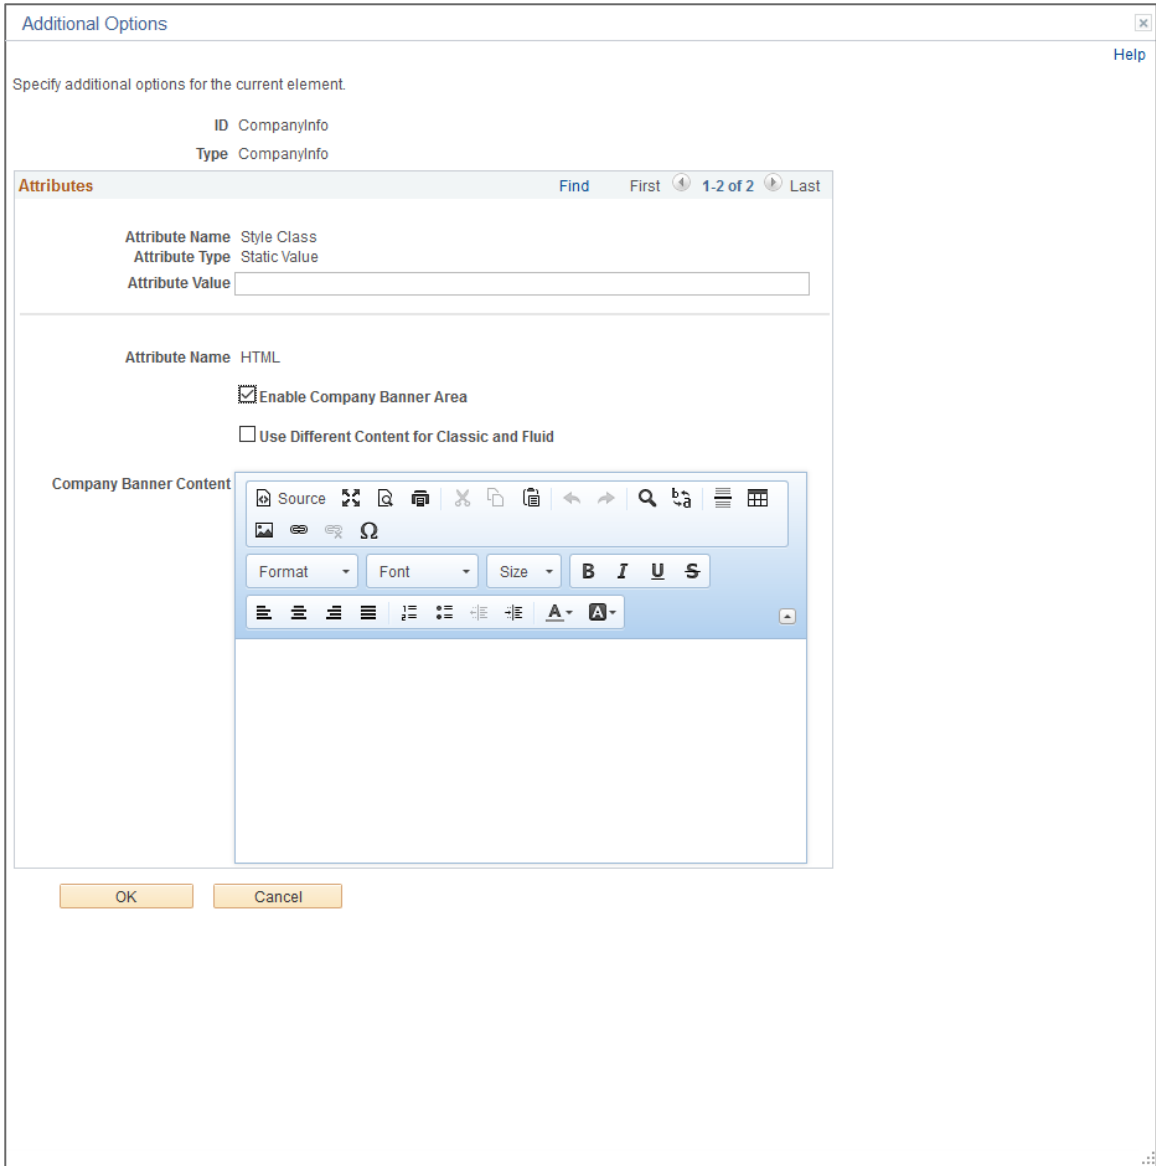 Additional Options
Help
Specify additional options for the current element.
ID CompanyInfo
Type CompanyInfo
Attributes Find First 1-2 of 2 Last
Attribute Name Style Class
Attribute Type Static Value
Attribute Value
Attribute Name HTML
Enable Company Banner Area
Use Different Content for Classic and Fluid
Company Banner Content
Source
Format Font Size B I U S
A A
OK Cancel